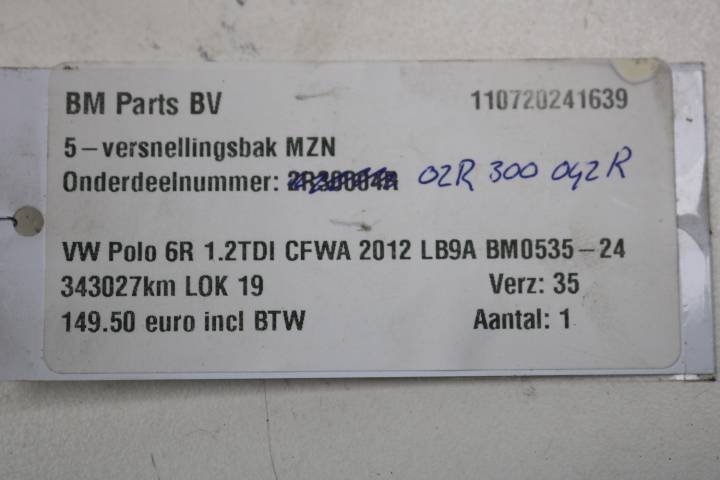 BM Parts BV 110720241639
5-versnellingsbak MZN
Onderdeelnummer: 02R 300 042R
VW Polo 6R 1.2TDI CFWA 2012 LB9A BM0535-24
343027km LOK 19 Verz: 35
149.50 euro incl BTW Aantal: 1